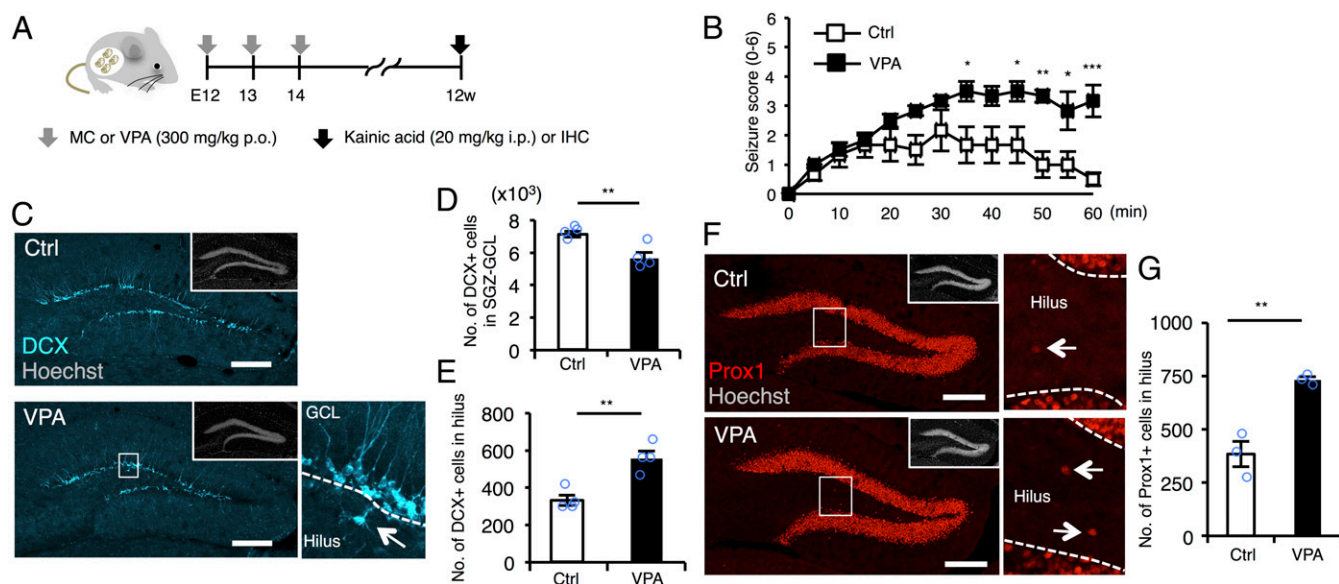 A
E12 13 14 12w
MC or VPA (300 mg/kg p.o.) Kainic acid (20 mg/kg i.p.) or IHC
B
Seizure score (0-6)
6
5
4
3
2
1
0
Ctrl
VPA
* * ** * ***
0 10 20 30 40 50 60 (min)
C
Ctrl
DCX
Hoechst
VPA
GCL
Hilus
D
(x10³)
No. of DCX+ cells
in SGZ-GCL
**
8
6
4
2
0
Ctrl VPA
E
No. of DCX+ cells in hilus
**
800
600
400
200
0
Ctrl VPA
F
Ctrl
Prox1
Hoechst
Hilus
VPA
Hilus
G
No. of Prox1+ cells in hilus
**
1000
750
500
250
0
Ctrl VPA